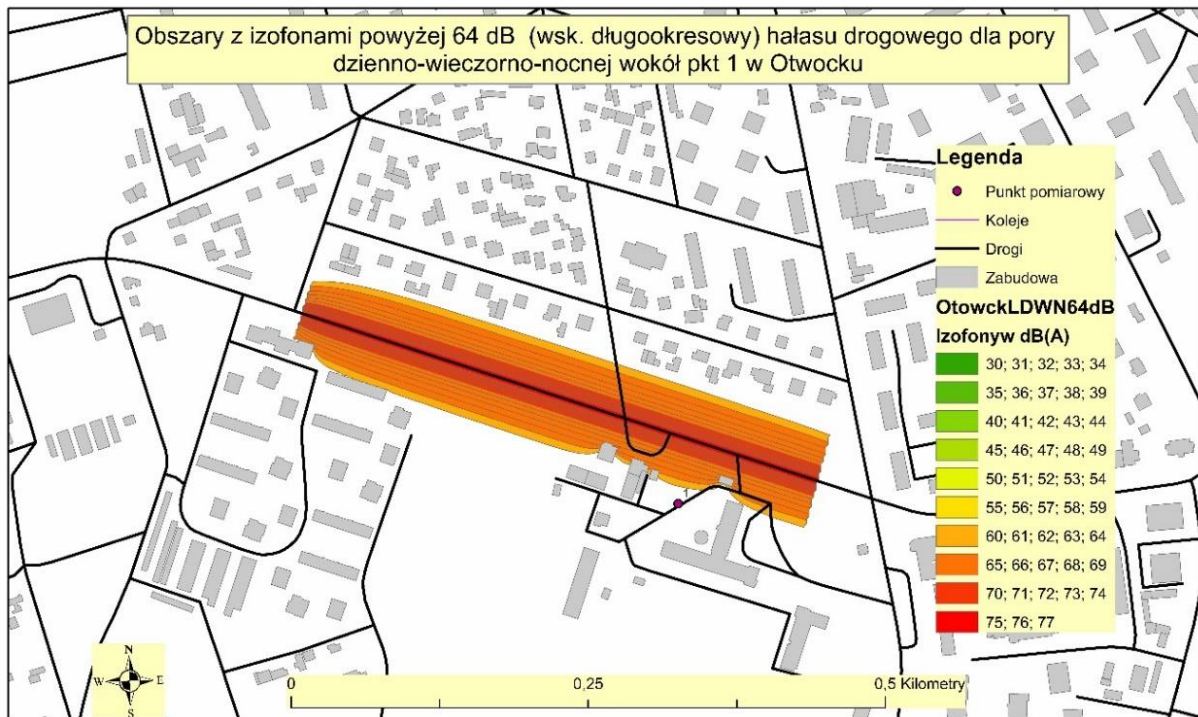 Obszary z izofonami powyżej 64 dB (wsk. długookresowy) hałasu drogowego dla pory
dzienno-wieczorno-nocnej wokół pkt 1 w Otwocku
Legenda
Punkt pomiarowy
Koleje
Drogi
Zabudowa
OtowckLDWN64dB
Izofonyw dB(A)
30; 31; 32; 33; 34
35; 36; 37; 38; 39
40; 41; 42; 43; 44
45; 46; 47; 48; 49
50; 51; 52; 53; 54
55; 56; 57; 58; 59
60; 61; 62; 63; 64
65; 66; 67; 68; 69
70; 71; 72; 73; 74
75; 76; 77
1
N
W E
S
0 0,25 0,5 Kilometry